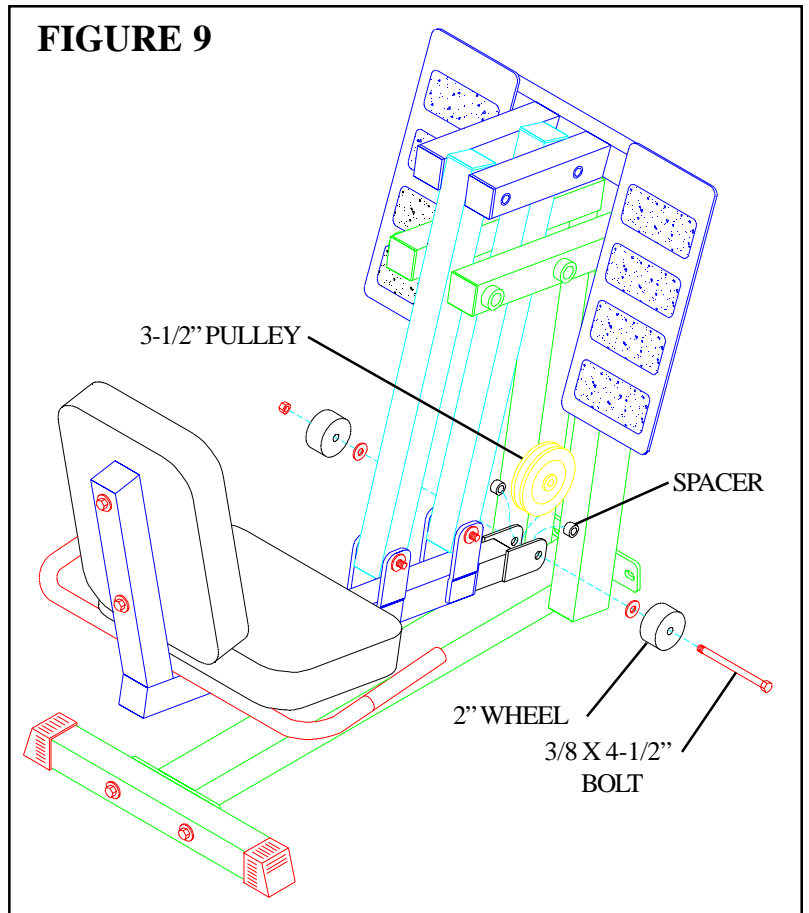 FIGURE 9
3-1/2” PULLEY
SPACER
2” WHEEL
3/8 X 4-1/2”
BOLT